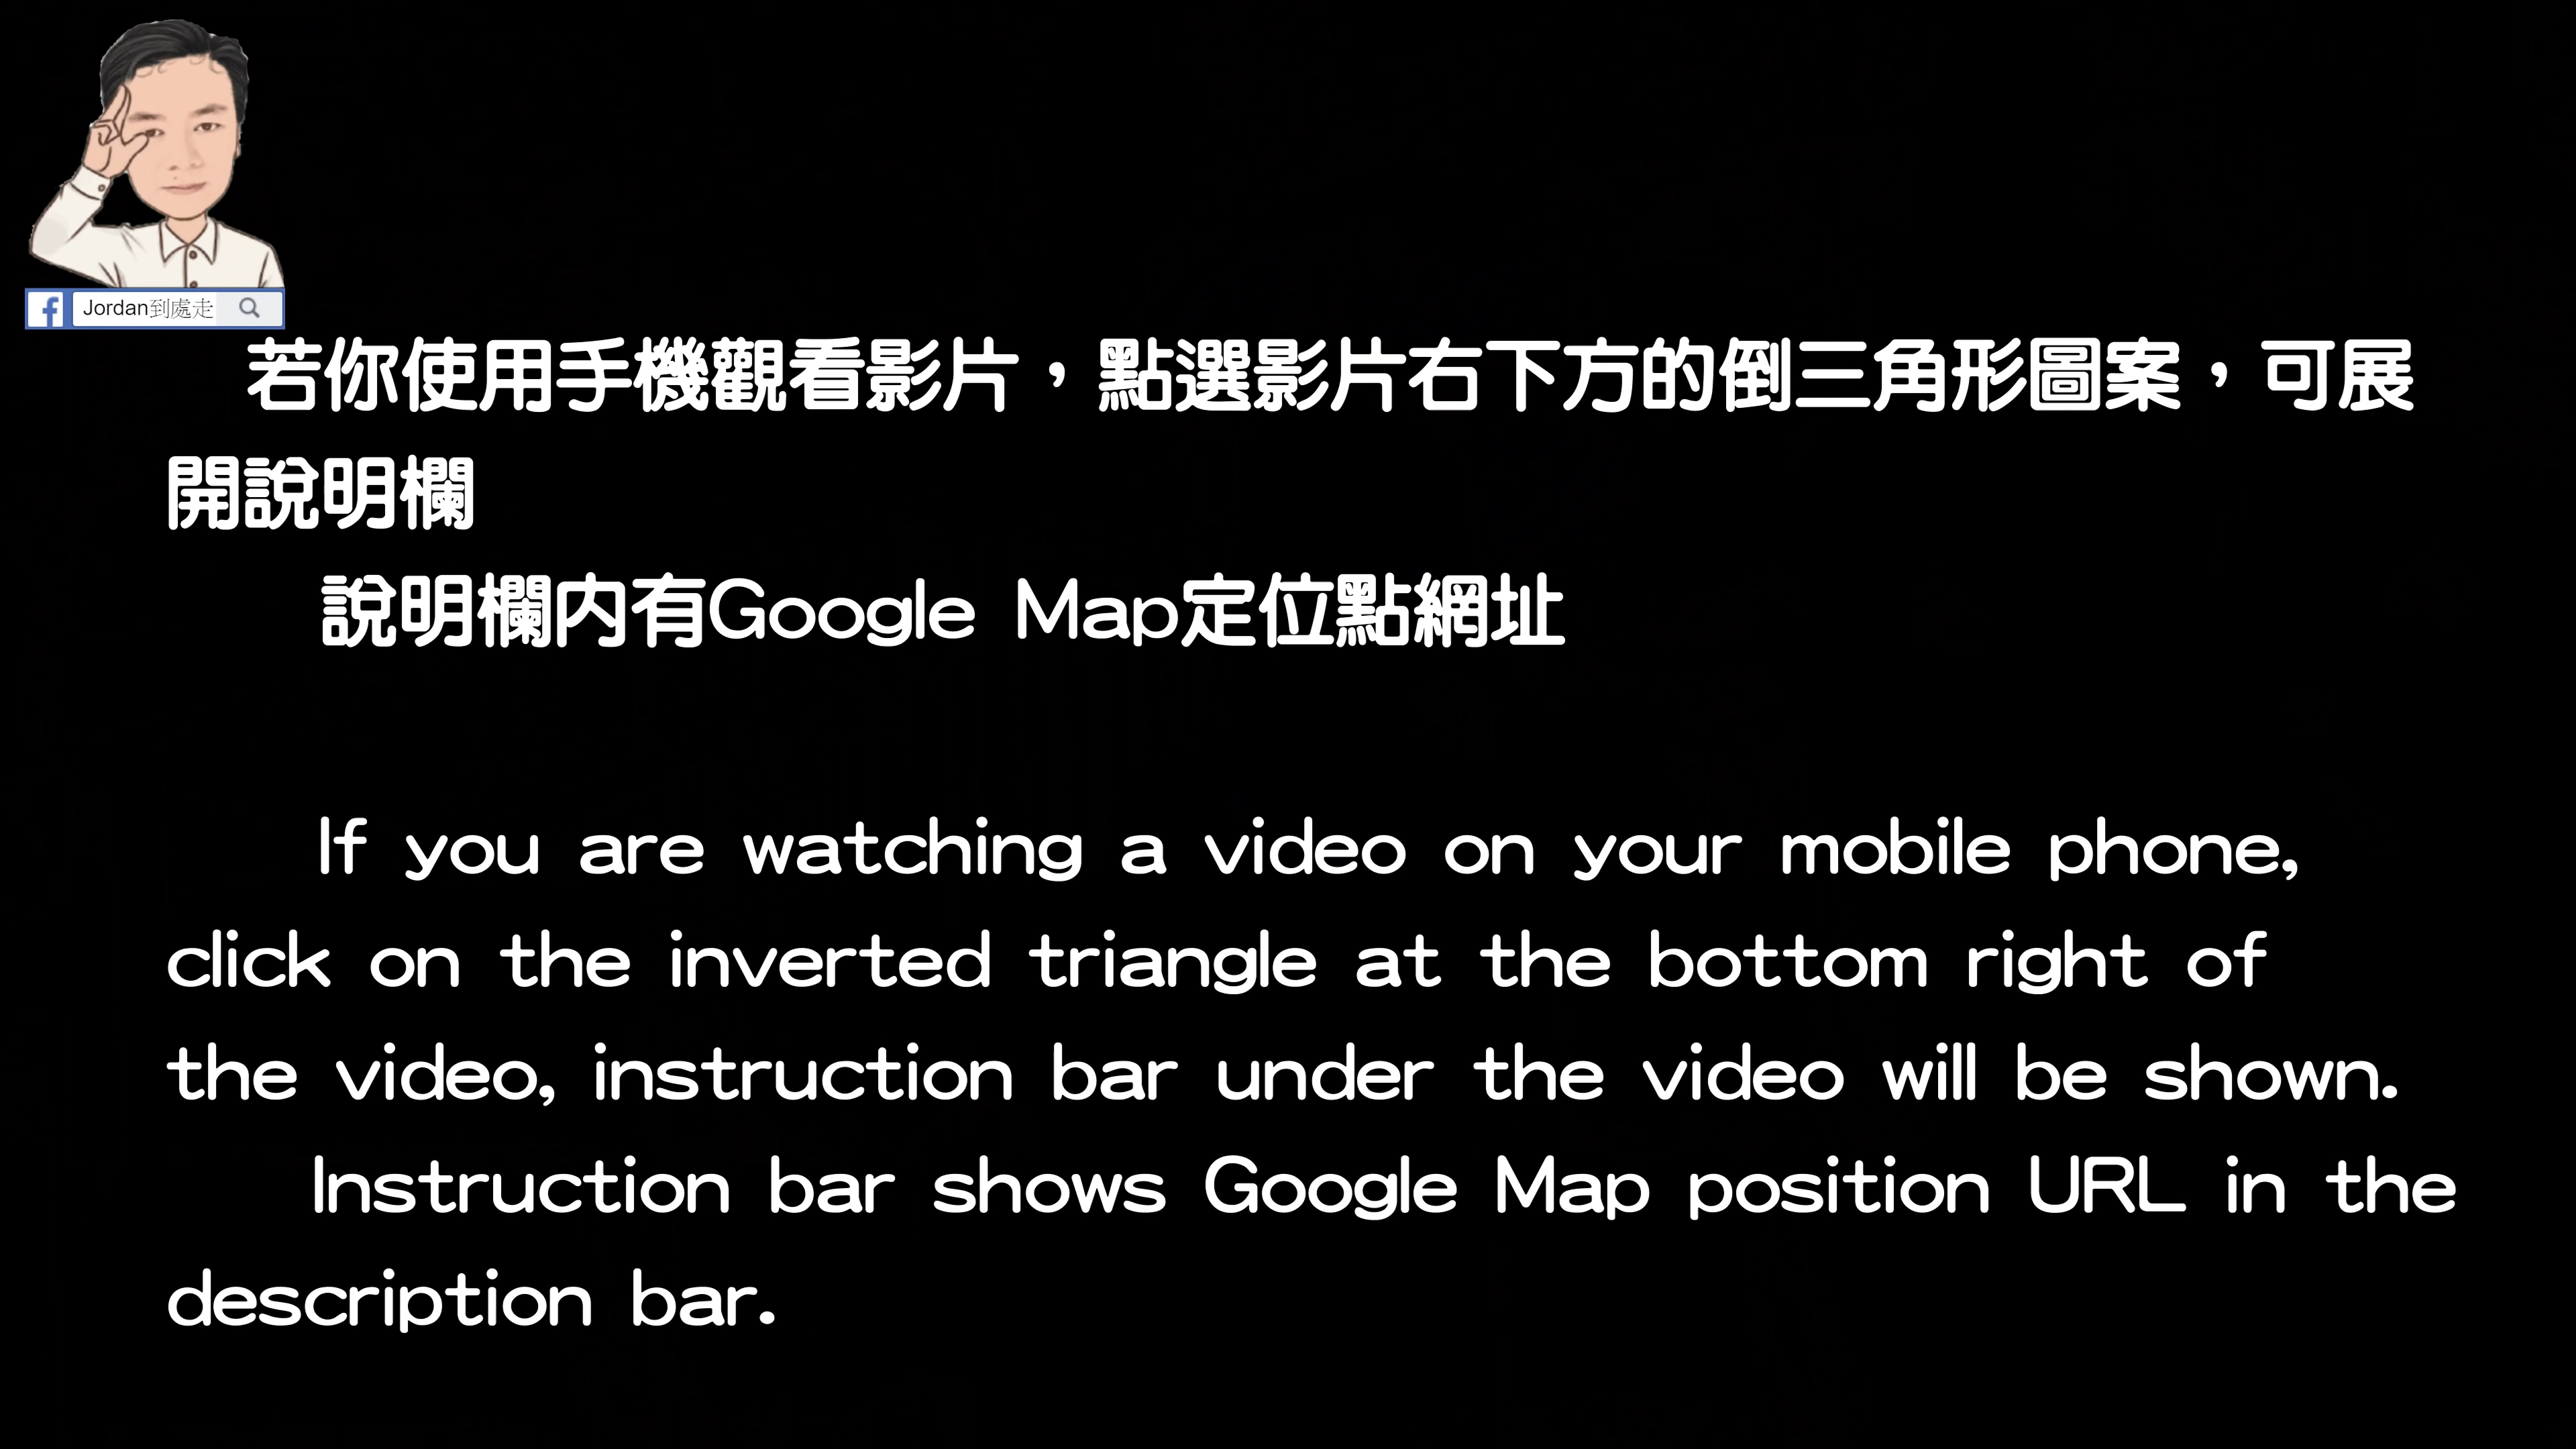 Jordan到處走
若你使用手機觀看影片，點選影片右下方的倒三角形圖案，可展
開說明欄
說明欄内有Google Map定位點網址
If you are watching a video on your mobile phone,
click on the inverted triangle at the bottom right of
the video, instruction bar under the video will be shown.
Instruction bar shows Google Map position URL in the
description bar.